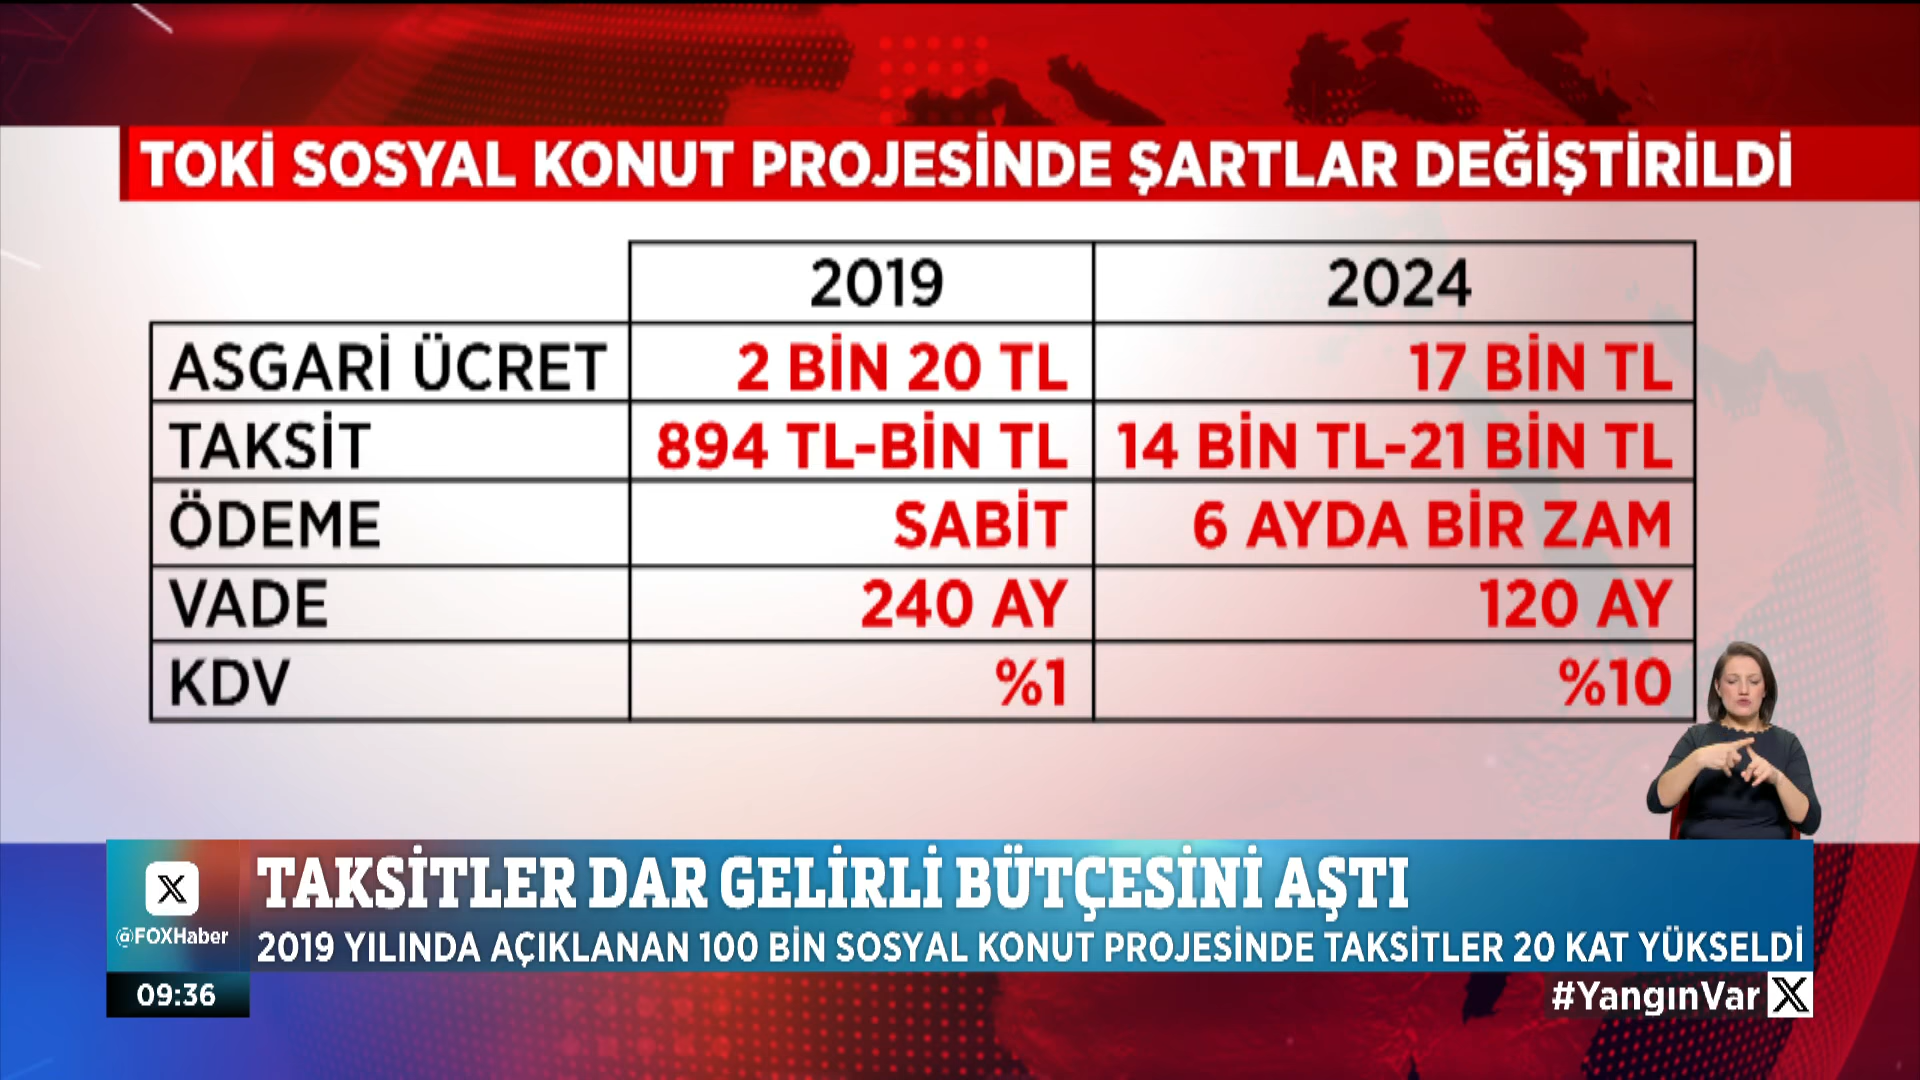 TOKİ SOSYAL KONUT PROJESİNDE ŞARTLAR DEĞİŞTİRİLDİ
2019 2024
ASGARİ ÜCRET 2 BİN 20 TL 17 BİN TL
TAKSİT 894 TL-BİN TL 14 BİN TL-21 BİN TL
ÖDEME SABİT 6 AYDA BİR ZAM
VADE 240 AY 120 AY
KDV %1 %10
TAKSİTLER DAR GELİRLİ BÜTÇESİNİ AŞTI
@FOXHaber
2019 YILINDA AÇIKLANAN 100 BİN SOSYAL KONUT PROJESİNDE TAKSİTLER 20 KAT YÜKSELDİ
09:36
#YangınVar